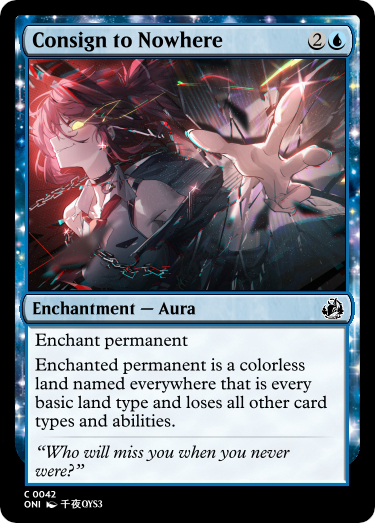 Consign to Nowhere 2
Enchantment — Aura
Enchant permanent
Enchanted permanent is a colorless
land named everywhere that is every
basic land type and loses all other card
types and abilities.
“Who will miss you when you never
were?”
C 0042
ONI 千夜OYS3